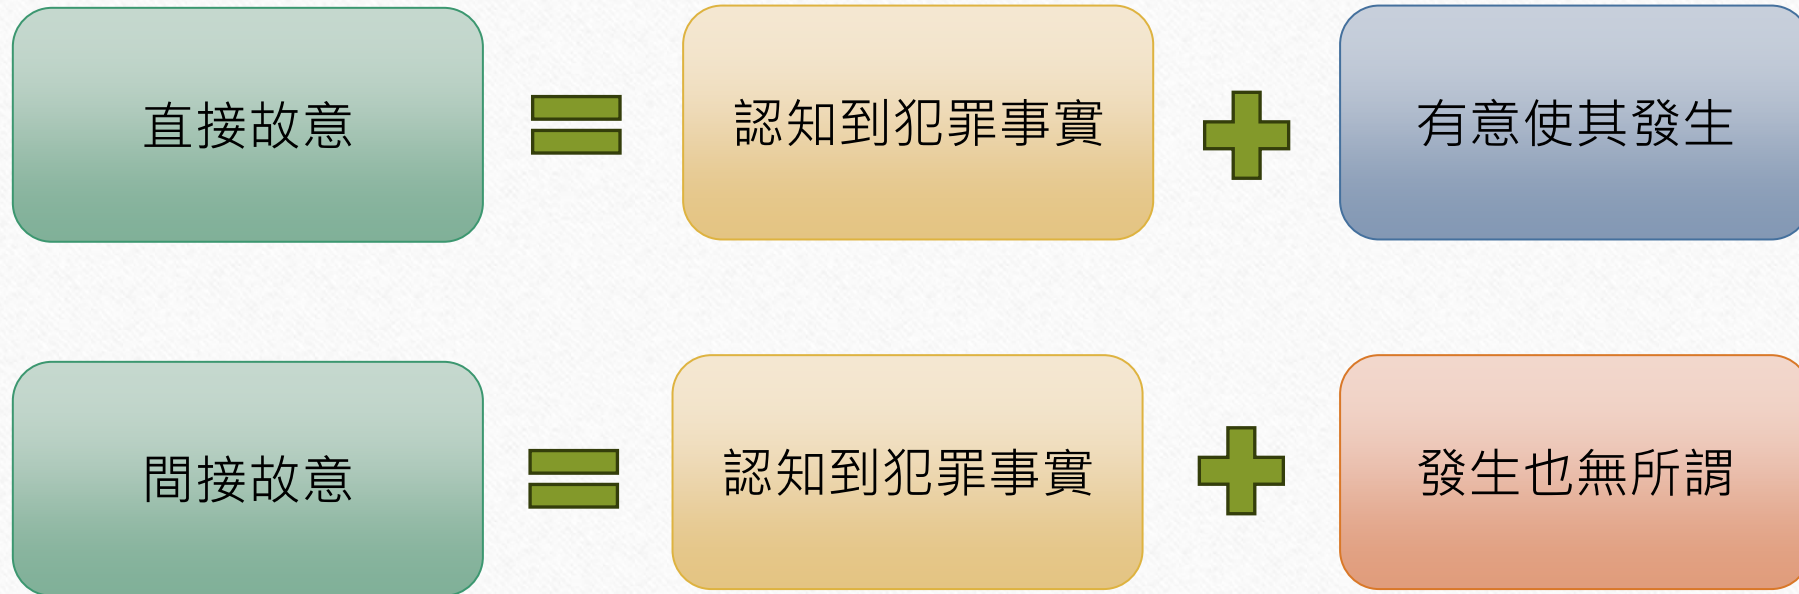 直接故意
認知到犯罪事實
有意使其發生
間接故意
認知到犯罪事實
發生也無所謂